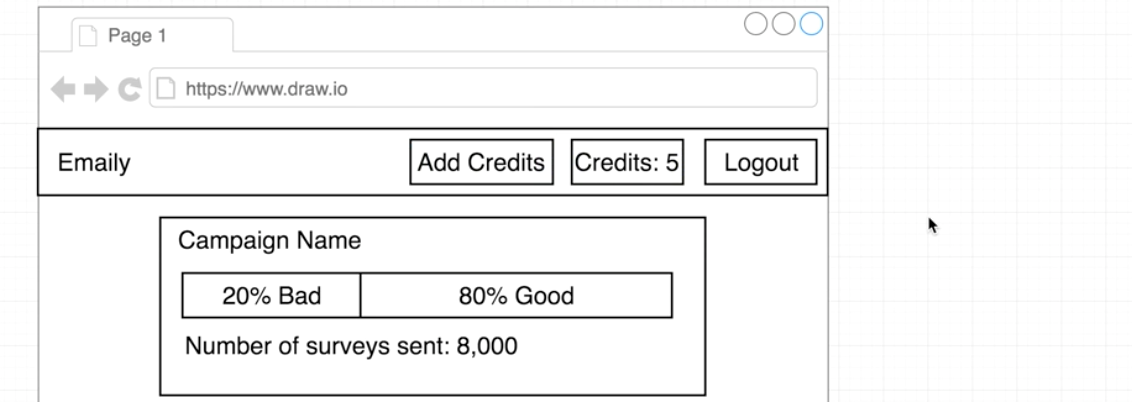 Page 1
https://www.draw.io
Emaily
Add Credits
Credits: 5
Logout
Campaign Name
20% Bad
80% Good
Number of surveys sent: 8,000